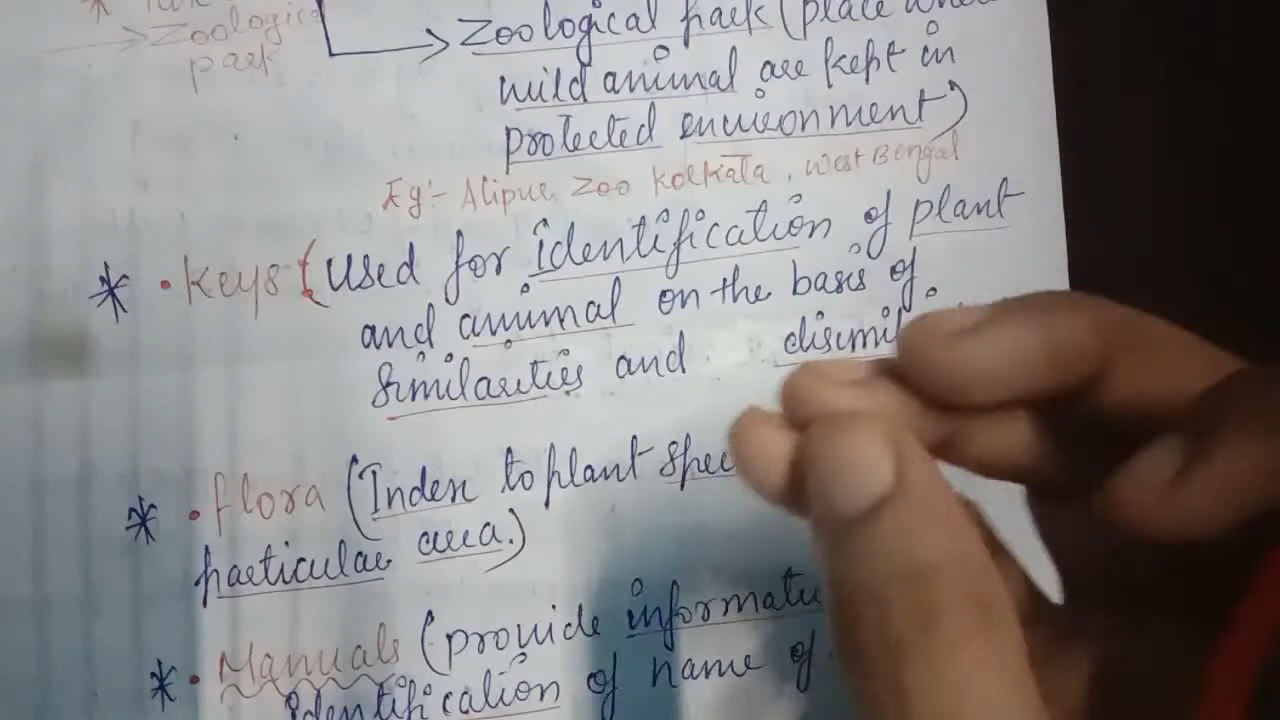 Zoological
park
Zoological park (place
wild animal are kept in
protected environment)
Eg:- Alipur Zoo Kolkata, West Bengal
* • Keys { Used for identification of plant
and animal on the basis of
Similarities and
* • flora (Index to plant
particular area.)
* • Manuals (provide
identification of name of